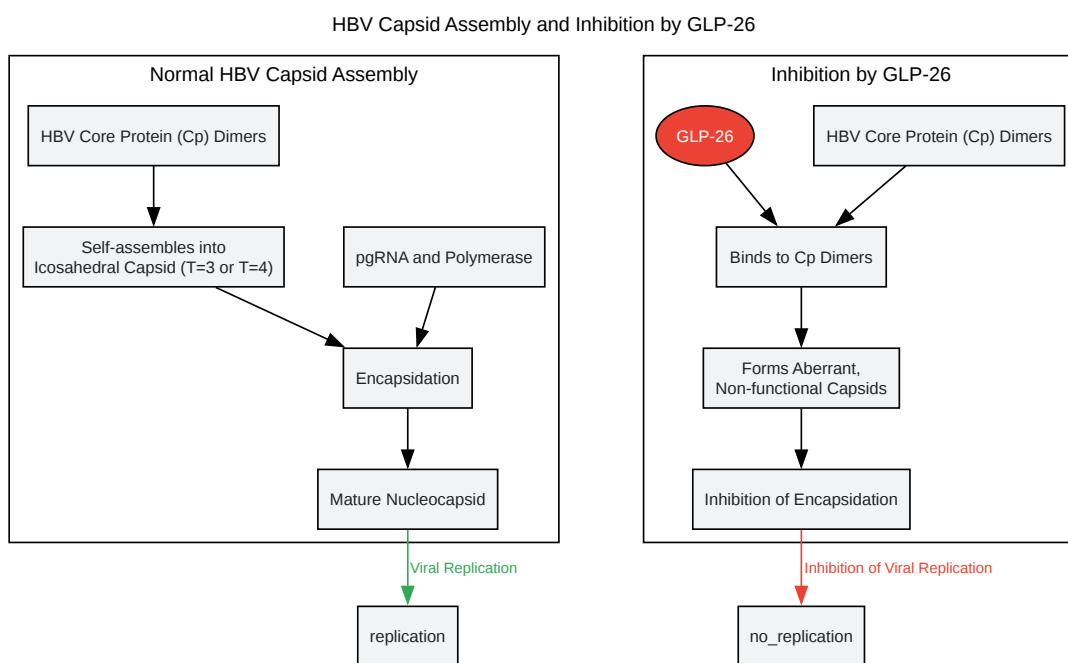 HBV Capsid Assembly and Inhibition by GLP-26
Normal HBV Capsid Assembly
HBV Core Protein (Cp) Dimers
Self-assembles into
Icosahedral Capsid (T=3 or T=4)
pgRNA and Polymerase
Encapsidation
Mature Nucleocapsid
Viral Replication
replication
Inhibition by GLP-26
GLP-26
HBV Core Protein (Cp) Dimers
Binds to Cp Dimers
Forms Aberrant,
Non-functional Capsids
Inhibition of Encapsidation
Inhibition of Viral Replication
no_replication